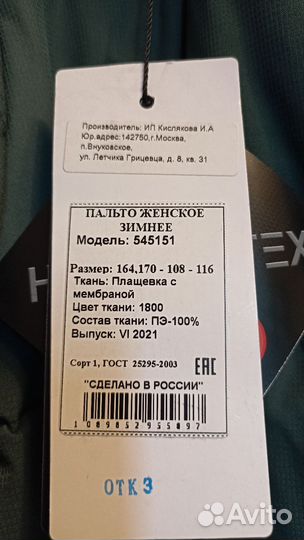 Производитель: ИП Кислякова И.А
Юр.адрес:142750,г.Москва,
п.Внуковское,
ул. Летчика Грицевца, д. 8, кв. 31
ПАЛЬТО ЖЕНСКОЕ
ЗИМНЕЕ
Модель: 545151
Размер: 164,170 - 108 - 116
Ткань: Плащевка с
мембраной
Цвет ткани: 1800
Состав ткани: ПЭ-100%
Выпуск: VI 2021
Сорт 1, ГОСТ 25295-2003 EAC
"СДЕЛАНО В РОССИИ"
1089852955897
ОТК 3
Avito